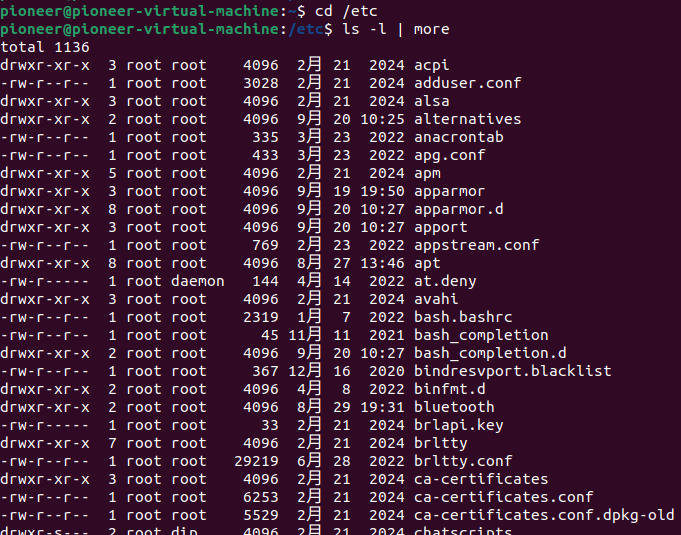 pioneer@pioneer-virtual-machine:~$ cd /etc
pioneer@pioneer-virtual-machine:/etc$ ls -l | more
total 1136
drwxr-xr-x  3 root root    4096  2月 21  2024 acpi
-rw-r--r--  1 root root    3028  2月 21  2024 adduser.conf
drwxr-xr-x  3 root root    4096  2月 21  2024 alsa
drwxr-xr-x  2 root root    4096  9月 20 10:25 alternatives
-rw-r--r--  1 root root     335  3月 23  2022 anacrontab
-rw-r--r--  1 root root     433  3月 23  2022 apg.conf
drwxr-xr-x  5 root root    4096  2月 21  2024 apm
drwxr-xr-x  3 root root    4096  9月 19 19:50 apparmor
drwxr-xr-x  8 root root    4096  9月 20 10:27 apparmor.d
drwxr-xr-x  3 root root    4096  9月 20 10:27 apport
-rw-r--r--  1 root root     769  2月 23  2022 appstream.conf
drwxr-xr-x  8 root root    4096  8月 27 13:46 apt
-rw-r-----  1 root daemon   144  4月 14  2022 at.deny
drwxr-xr-x  3 root root    4096  2月 21  2024 avahi
-rw-r--r--  1 root root    2319  1月  7  2022 bash.bashrc
-rw-r--r--  1 root root      45 11月 11  2021 bash_completion
drwxr-xr-x  2 root root    4096  9月 20 10:27 bash_completion.d
-rw-r--r--  1 root root     367 12月 16  2020 bindresvport.blacklist
drwxr-xr-x  2 root root    4096  4月  8  2022 binfmt.d
drwxr-xr-x  2 root root    4096  8月 29 19:31 bluetooth
-rw-r-----  1 root root      33  2月 21  2024 brlapi.key
drwxr-xr-x  7 root root    4096  2月 21  2024 brltty
-rw-r--r--  1 root root   29219  6月 28  2022 brltty.conf
drwxr-xr-x  3 root root    4096  2月 21  2024 ca-certificates
-rw-r--r--  1 root root    6253  2月 21  2024 ca-certificates.conf
-rw-r--r--  1 root root    5529  2月 21  2024 ca-certificates.conf.dpkg-old
drwxr-s---  2 root dip     4096  2月 21  2024 chatscripts